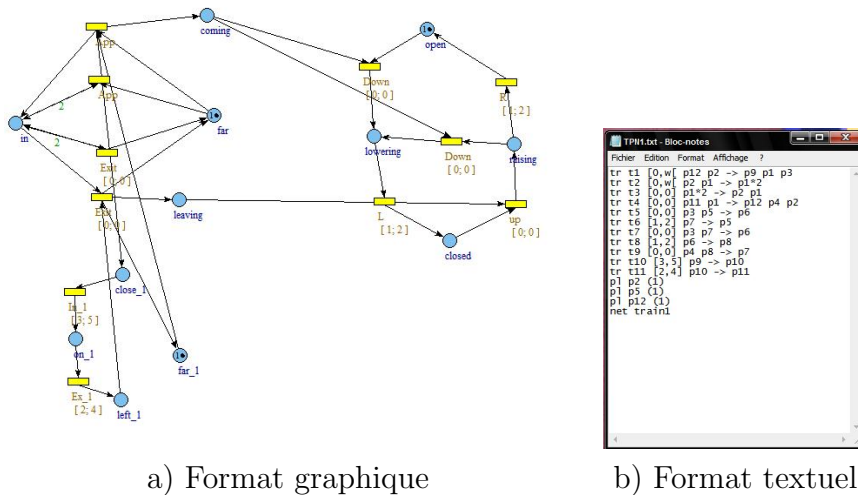 App
coming
open
1
Down
[ 0; 0 ]
App
R
[ 1; 2 ]
2
in
1
far
2
lowering
Down
[ 0; 0 ]
raising
Exit
[ 0; 0 ]
Exit
[ 0; 0 ]
leaving
L
[ 1; 2 ]
up
[ 0; 0 ]
closed
close_1
In_1
[ 3; 5 ]
on_1
1
far_1
Ex_1
[ 2; 4 ]
left_1
TPN1.txt - Bloc-notes
Fichier Edition Format Affichage ?
tr t1 [0,w[ p12 p2 -> p9 p1 p3
tr t2 [0,w[ p2 p1 -> p1*2
tr t3 [0,0] p1*2 -> p2 p1
tr t4 [0,0] p11 p1 -> p12 p4 p2
tr t5 [0,0] p3 p5 -> p6
tr t6 [1,2] p7 -> p5
tr t7 [0,0] p3 p7 -> p6
tr t8 [1,2] p6 -> p8
tr t9 [0,0] p4 p8 -> p7
tr t10 [3,5] p9 -> p10
tr t11 [2,4] p10 -> p11
pl p2 (1)
pl p5 (1)
pl p12 (1)
net train1
a) Format graphique
b) Format textuel